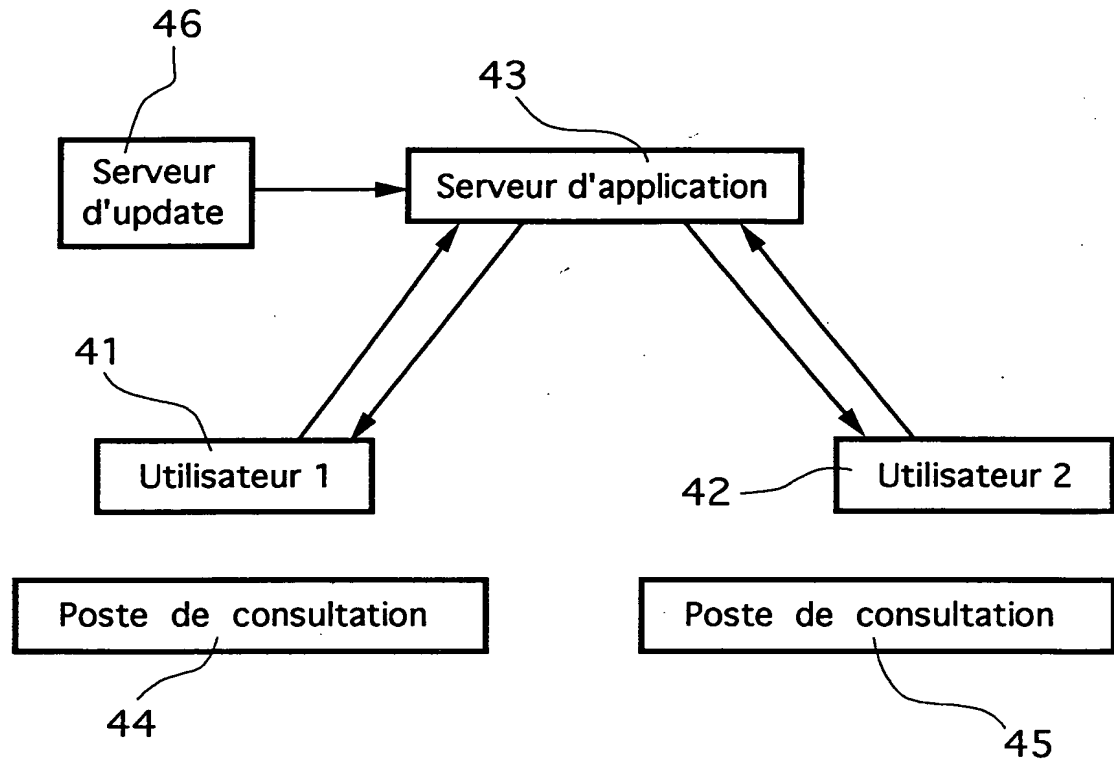 46
43
Serveur
d'update
Serveur d'application
41
Utilisateur 1
42
Utilisateur 2
Poste de consultation
Poste de consultation
44
45